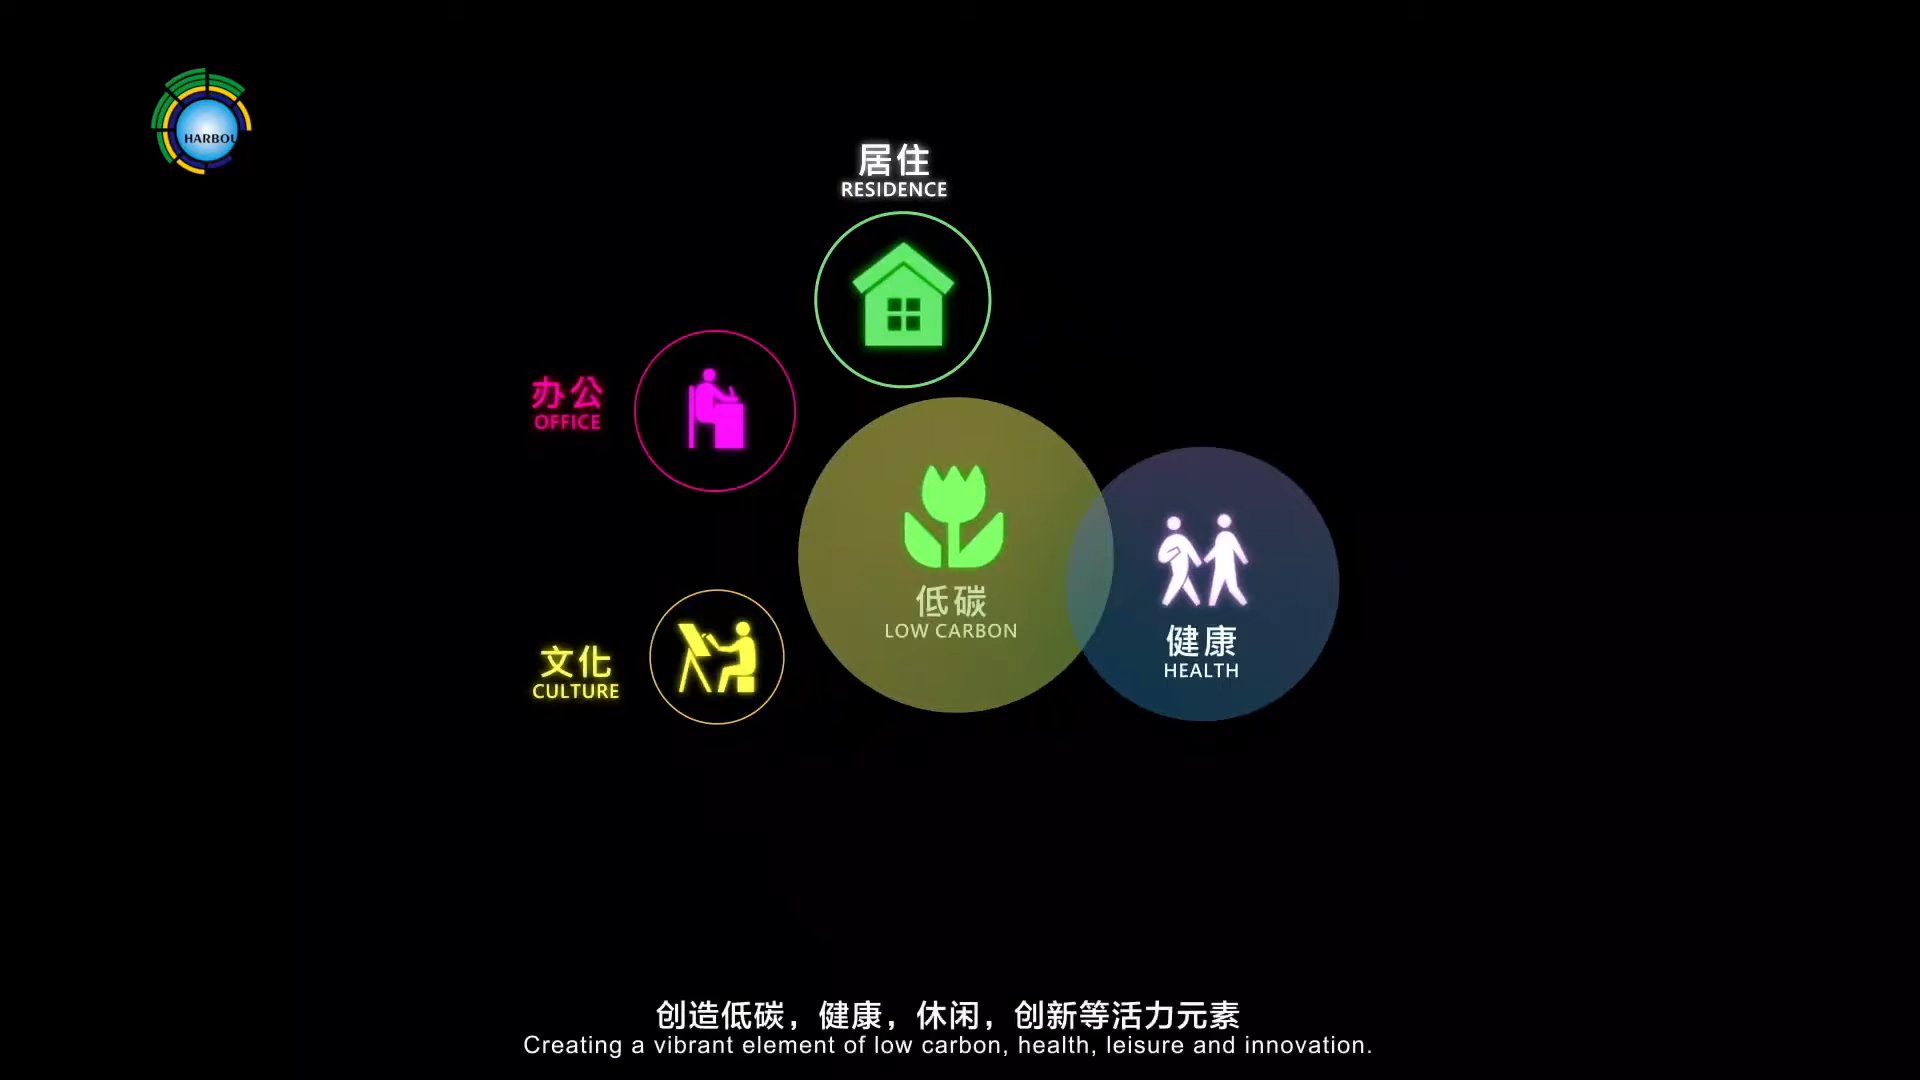 HARBOU
居住
RESIDENCE
办公
OFFICE
低碳
LOW CARBON
健康
HEALTH
文化
CULTURE
创造低碳，健康，休闲，创新等活力元素
Creating a vibrant element of low carbon, health, leisure and innovation.